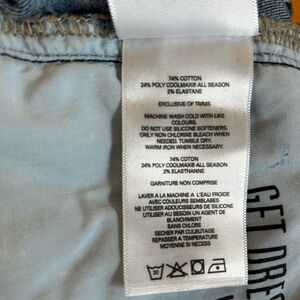 74% COTTON
24% POLY COOLMAX® ALL SEASON
2% ELASTANE
EXCLUSIVE OF TRIMS
MACHINE WASH COLD WITH LIKE
COLOURS.
DO NOT USE SILICONE SOFTENERS.
ONLY NON CHLORINE BLEACH WHEN
NEEDED. TUMBLE DRY.
WARM IRON WHEN NECESSARY.
74% COTON
24% POLY COOLMAX® ALL SEASON
2% ELASTHANNE
GARNITURE NON COMPRISE
LAVER A LA MACHINE A L'EAU FROIDE
AVEC COULEURS SEMBLABLES
NE UTILISER ADOUCISSEUR DE SILICONE
UTILISER AU BESOIN UN AGENT DE
BLANCHIMENT
SANS CHLORE
SECHER PAR CULBUTAGE
REPASSER A TEMPERATURE
MOYENNE SI NECESS
GET DRES